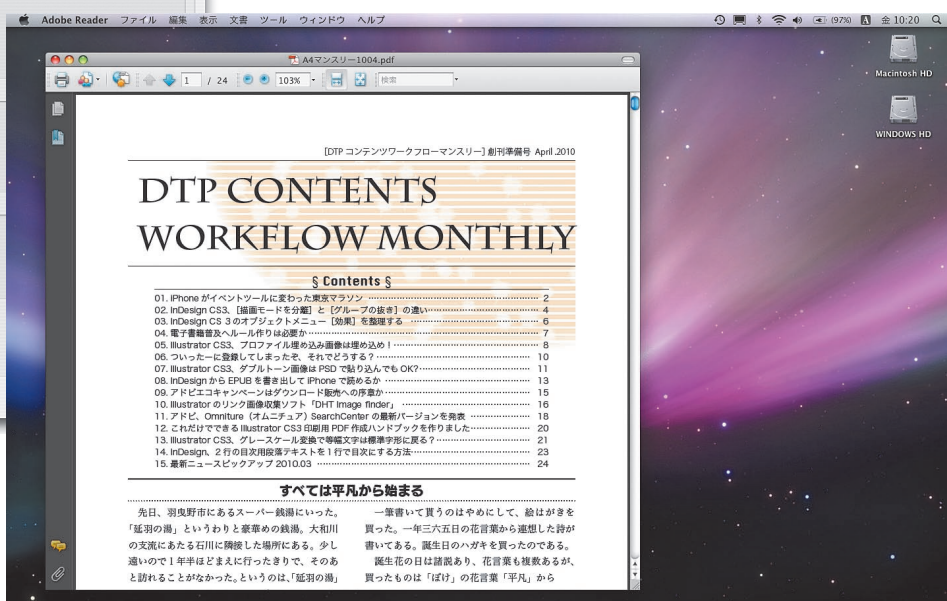 Adobe Reader ファイル 編集 表示 文書 ツール ウィンドウ ヘルプ
(97%) A 金 10:20
A4マンスリー1004.pdf
1 / 24 103% 検索
Macintosh HD
WINDOWS HD
[DTP コンテンツワークフローマンスリー] 創刊準備号 April .2010
DTP CONTENTS
WORKFLOW MONTHLY
§ Contents §
01. iPhone がイベントツールに変わった東京マラソン 2
02. InDesign CS3、[描画モードを分離] と [グループの抜き] の違い 4
03. InDesign CS 3 のオブジェクトメニュー [効果] を整理する 6
04. 電子書籍普及へルール作りは必要か 7
05. Illustrator CS3、プロファイル埋め込み画像は埋め込め! 8
06. ついったーに登録してしまったぞ、それでどうする? 10
07. Illustrator CS3、ダブルトーン画像は PSD で貼り込んでも OK? 11
08. InDesign から EPUB を書き出して iPhone で読めるか 13
09. アドビエコキャンペーンはダウンロード販売への序章か 15
10. Illustrator のリンク画像収集ソフト「DHT Image finder」 16
11. アドビ、Omniture (オムニチュア) SearchCenter の最新バージョンを発表 18
12. これだけでできる Illustrator CS3 印刷用 PDF 作成ハンドブックを作りました 20
13. Illustrator CS3、グレースケール変換で等幅文字は標準字形に戻る? 21
14. InDesign、2 行の目次用段落テキストを 1 行で目次にする方法 23
15. 最新ニュースピックアップ 2010.03 24
すべては平凡から始まる
先日、羽曳野市にあるスーパー銭湯にいった。
「延羽の湯」というわりと豪華めの銭湯。大和川
の支流にあたる石川に隣接した場所にある。少し
遠いので1年半ほどまえに行ったきりで、そのあ
と訪れることがなかった。というのは、「延羽の湯」
一筆書いて貰うのはやめにして、絵はがきを
買った。一年三六五日の花言葉から連想した詩が
書いてある。誕生日のハガキを買ったのである。
誕生花の日は諸説あり、花言葉も複数あるが、
買ったものは「ぼけ」の花言葉「平凡」から